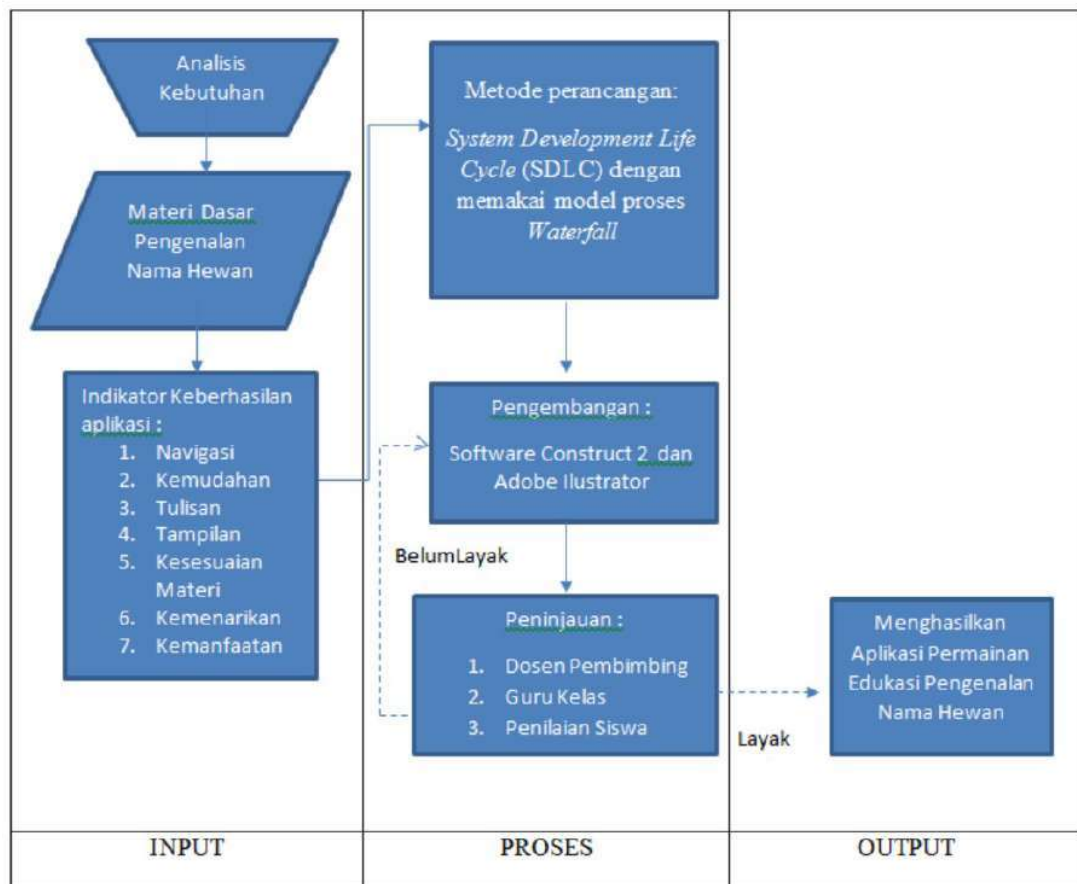 Analisis
Kebutuhan
Materi Dasar
Pengenalan
Nama Hewan
Indikator Keberhasilan
aplikasi :
1. Navigasi
2. Kemudahan
3. Tulisan
4. Tampilan
5. Kesesuaian
Materi
6. Kemenarikan
7. Kemanfaatan
Metode perancangan:
System Development Life
Cycle (SDLC) dengan
memakai model proses
Waterfall
Pengembangan :
Software Construct 2 dan
Adobe Ilustrator
BelumLayak
Peninjauan :
1. Dosen Pembimbing
2. Guru Kelas
3. Penilaian Siswa
Layak
Menghasilkan
Aplikasi Permainan
Edukasi Pengenalan
Nama Hewan
INPUT
PROSES
OUTPUT